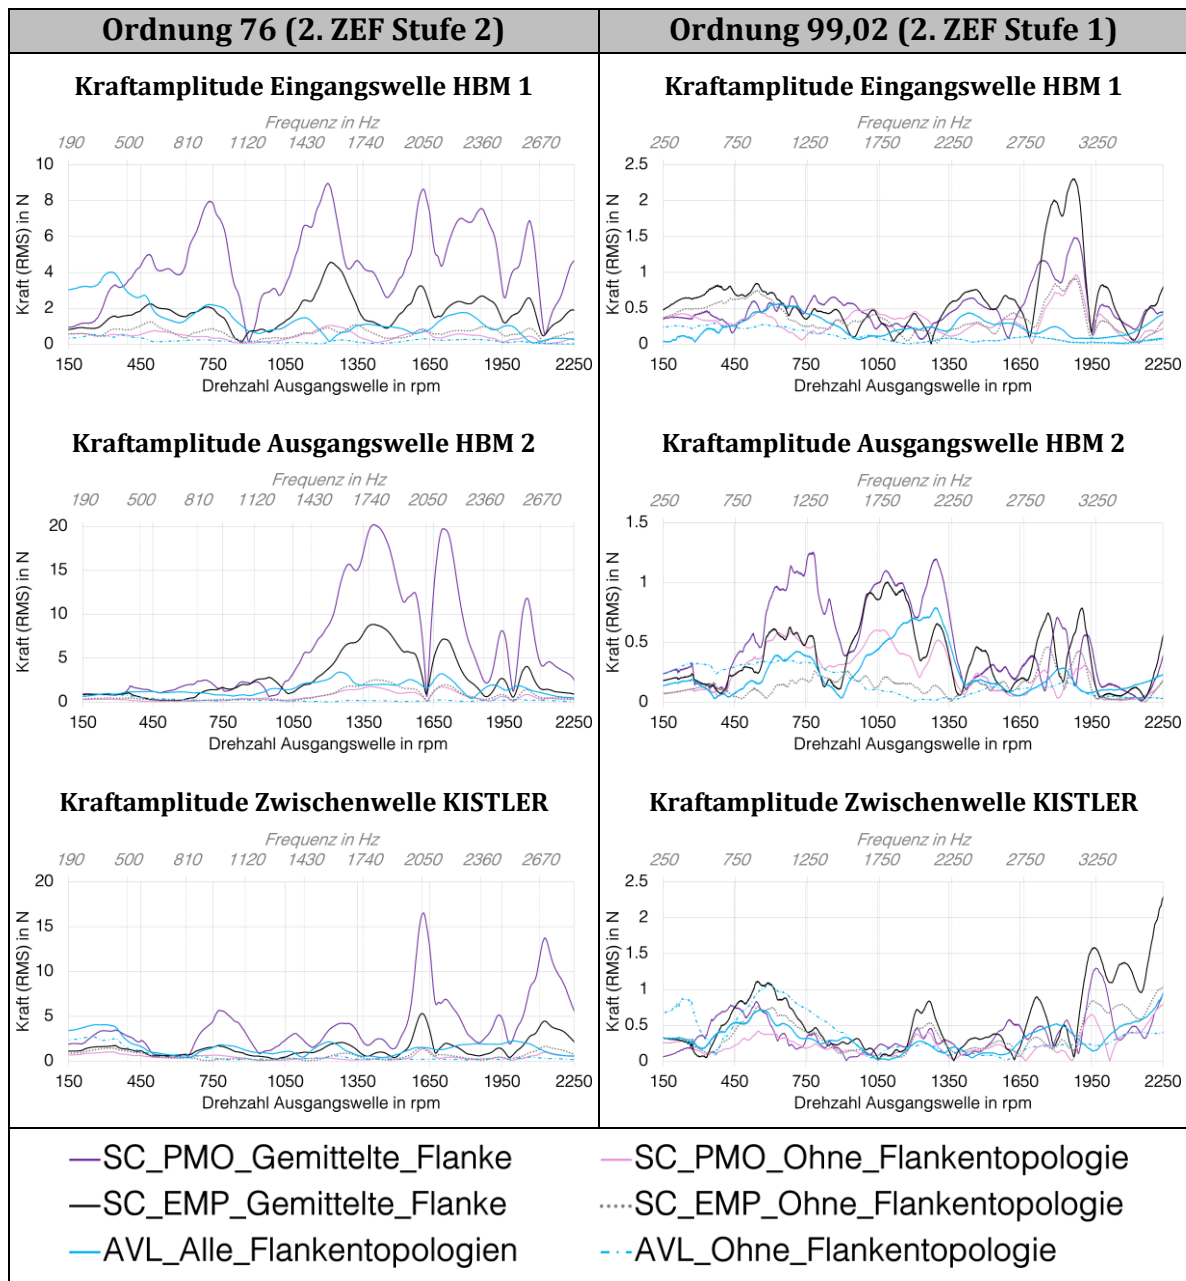 Ordnung 76 (2. ZEF Stufe 2)
Ordnung 99,02 (2. ZEF Stufe 1)
Kraftamplitude Eingangswelle HBM 1
Frequenz in Hz
190 500 810 1120 1430 1740 2050 2360 2670
10
8
6
4
2
0
Kraft (RMS) in N
150 450 750 1050 1350 1650 1950 2250
Drehzahl Ausgangswelle in rpm
Kraftamplitude Eingangswelle HBM 1
Frequenz in Hz
250 750 1250 1750 2250 2750 3250
2.5
2
1.5
1
0.5
0
Kraft (RMS) in N
150 450 750 1050 1350 1650 1950 2250
Drehzahl Ausgangswelle in rpm
Kraftamplitude Ausgangswelle HBM 2
Frequenz in Hz
190 500 810 1120 1430 1740 2050 2360 2670
20
15
10
5
0
Kraft (RMS) in N
150 450 750 1050 1350 1650 1950 2250
Drehzahl Ausgangswelle in rpm
Kraftamplitude Ausgangswelle HBM 2
Frequenz in Hz
250 750 1250 1750 2250 2750 3250
1.5
1
0.5
0
Kraft (RMS) in N
150 450 750 1050 1350 1650 1950 2250
Drehzahl Ausgangswelle in rpm
Kraftamplitude Zwischenwelle KISTLER
Frequenz in Hz
190 500 810 1120 1430 1740 2050 2360 2670
20
15
10
5
0
Kraft (RMS) in N
150 450 750 1050 1350 1650 1950 2250
Drehzahl Ausgangswelle in rpm
Kraftamplitude Zwischenwelle KISTLER
Frequenz in Hz
250 750 1250 1750 2250 2750 3250
2.5
2
1.5
1
0.5
0
Kraft (RMS) in N
150 450 750 1050 1350 1650 1950 2250
Drehzahl Ausgangswelle in rpm
SC_PMO_Gemittelte_Flanke
SC_PMO_Ohne_Flankentopologie
SC_EMP_Gemittelte_Flanke
SC_EMP_Ohne_Flankentopologie
AVL_Alle_Flankentopologien
AVL_Ohne_Flankentopologie